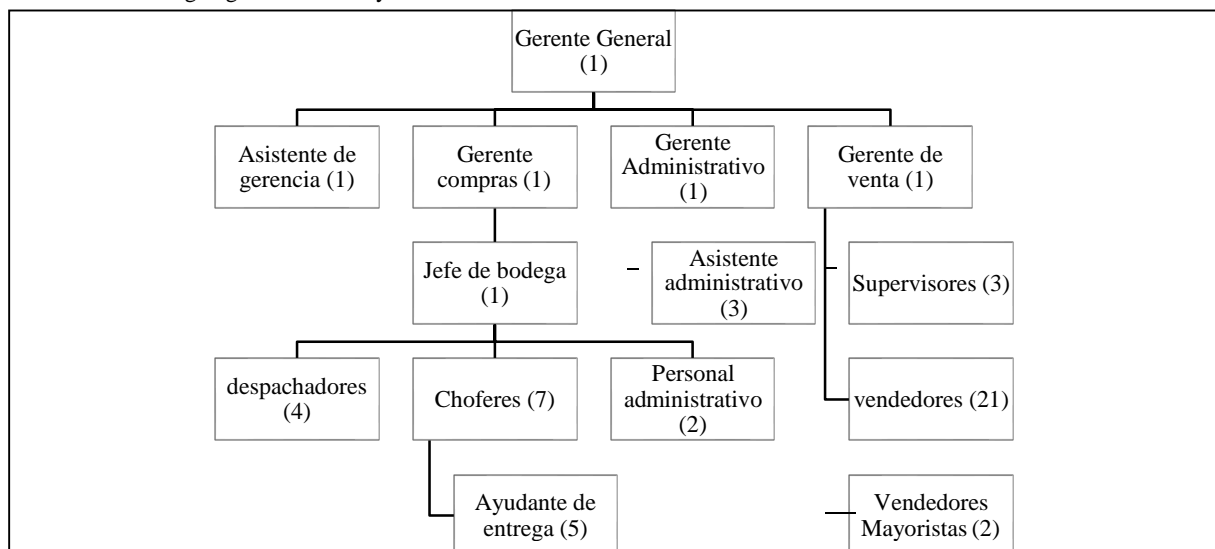 Gerente General
(1)
Asistente de
gerencia (1)
Gerente
compras (1)
Gerente
Administrativo
(1)
Gerente de
venta (1)
Jefe de bodega
(1)
Asistente
administrativo
(3)
Supervisores (3)
despachadores
(4)
Choferes (7)
Personal
administrativo
(2)
vendedores (21)
Ayudante de
entrega (5)
Vendedores
Mayoristas (2)